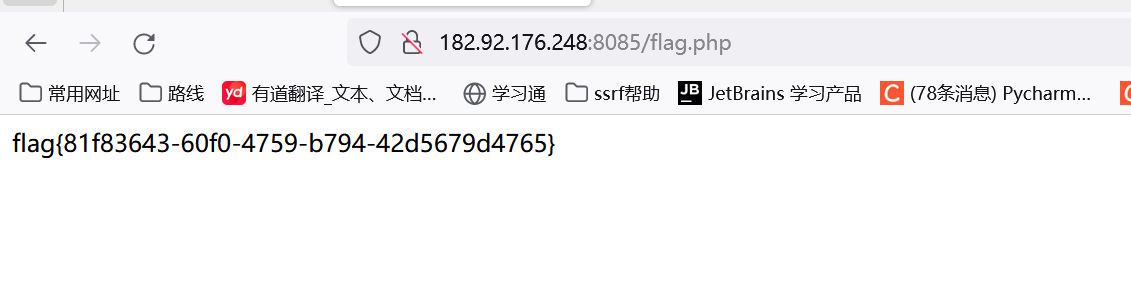 182.92.176.248:8085/flag.php
常用网址 路线 yd 有道翻译_文本、文档... 学习通 ssrf帮助 JB JetBrains 学习产品 C (78条消息) Pycharm...
flag{81f83643-60f0-4759-b794-42d5679d4765}